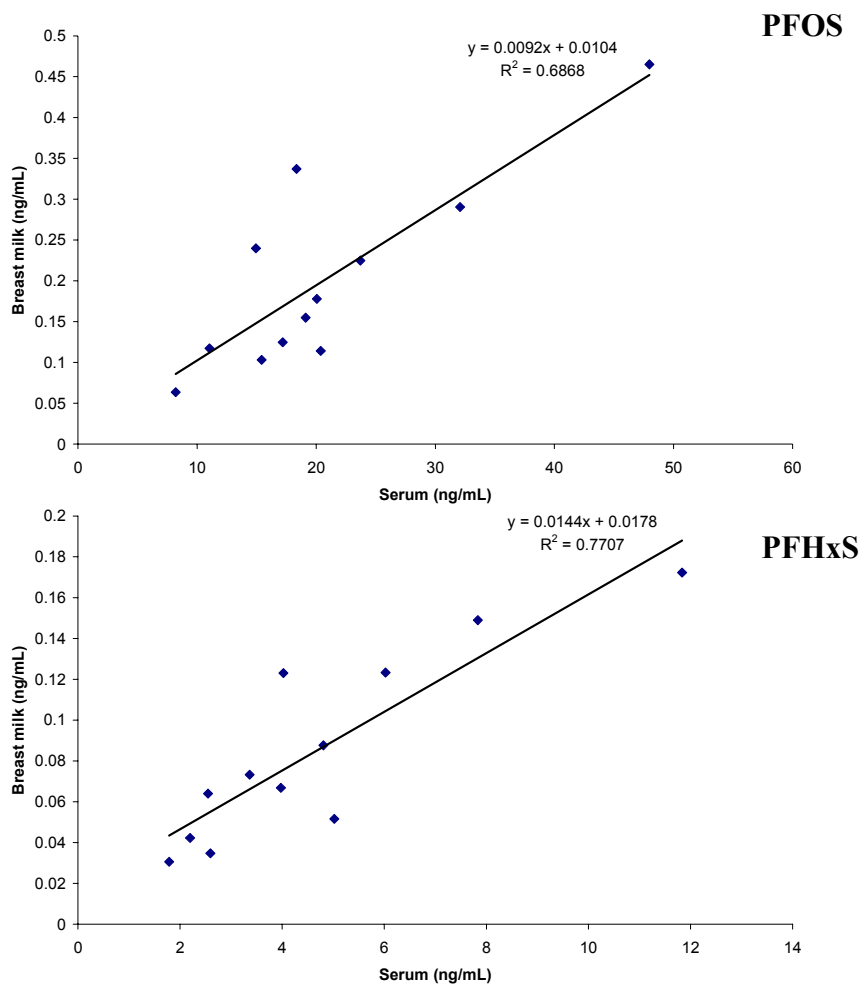 PFOS
y = 0.0092x + 0.0104
R² = 0.6868
0.5
0.45
0.4
0.35
0.3
0.25
0.2
0.15
0.1
0.05
0
Breast milk (ng/mL)
0 10 20 30 40 50 60
Serum (ng/mL)
PFHxS
y = 0.0144x + 0.0178
R² = 0.7707
0.2
0.18
0.16
0.14
0.12
0.1
0.08
0.06
0.04
0.02
0
Breast milk (ng/mL)
0 2 4 6 8 10 12 14
Serum (ng/mL)